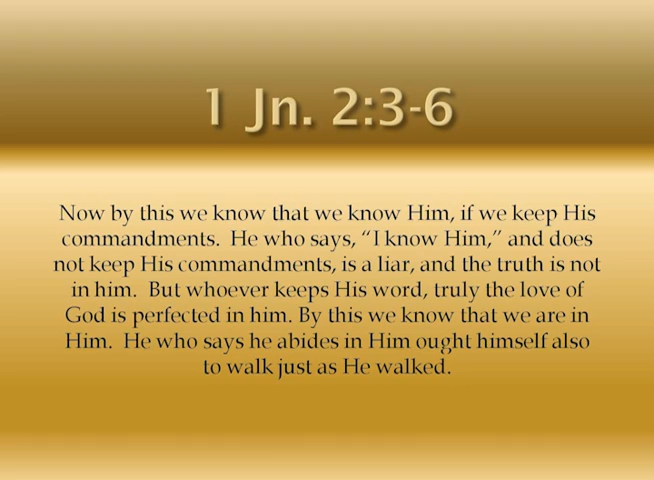 1 Jn. 2:3-6
Now by this we know that we know Him, if we keep His
commandments.  He who says, “I know Him,” and does
not keep His commandments, is a liar, and the truth is not
in him.  But whoever keeps His word, truly the love of
God is perfected in him. By this we know that we are in
Him.  He who says he abides in Him ought himself also
to walk just as He walked.